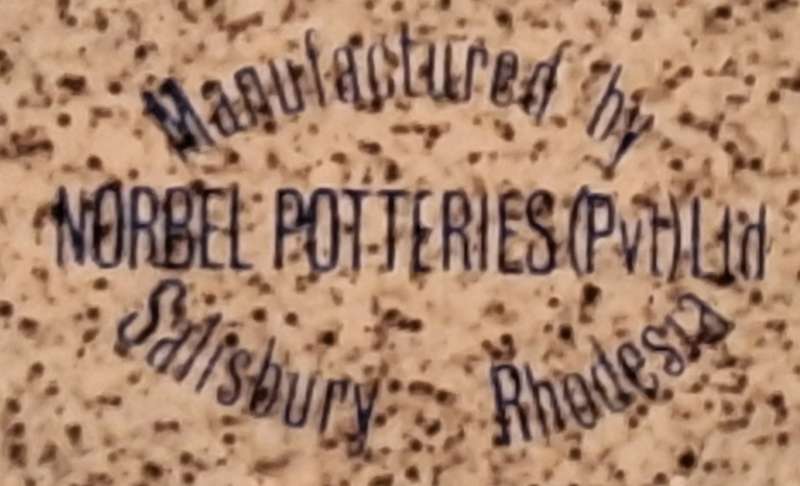 Manufactured by
NORBEL POTTERIES (Pvt) Ltd
Salisbury Rhodesia